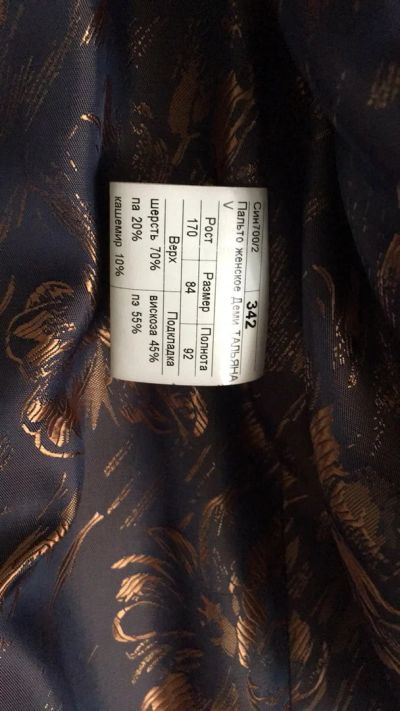 Син700/2 342
Пальто женское Деми ТАЛЬЯНА
V
Рост Размер Полнота
170 84 92
Верх Подкладка
шерсть 70% вискоза 45%
па 20% пэ 55%
кашемир 10%